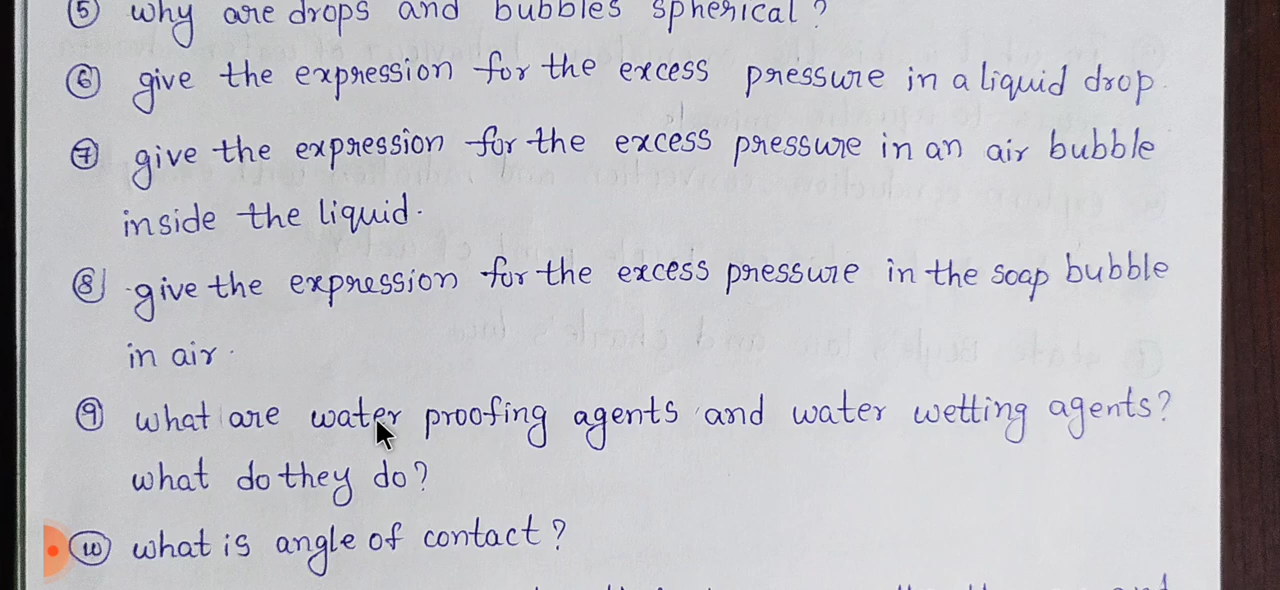 ⑤ why are drops and bubbles spherical?
⑥ give the expression for the excess pressure in a liquid drop.
⑦ give the expression for the excess pressure in an air bubble
inside the liquid.
⑧ give the expression for the excess pressure in the soap bubble
in air.
⑨ what are water proofing agents and water wetting agents?
what do they do?
⑩ what is angle of contact?